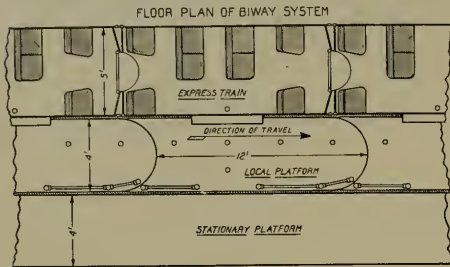 FLOOR PLAN OF BIWAY SYSTEM
5'
EXPRESS TRAIN
DIRECTION OF TRAVEL
4'
12'
LOCAL PLATFORM
4'
STATIONARY PLATFORM